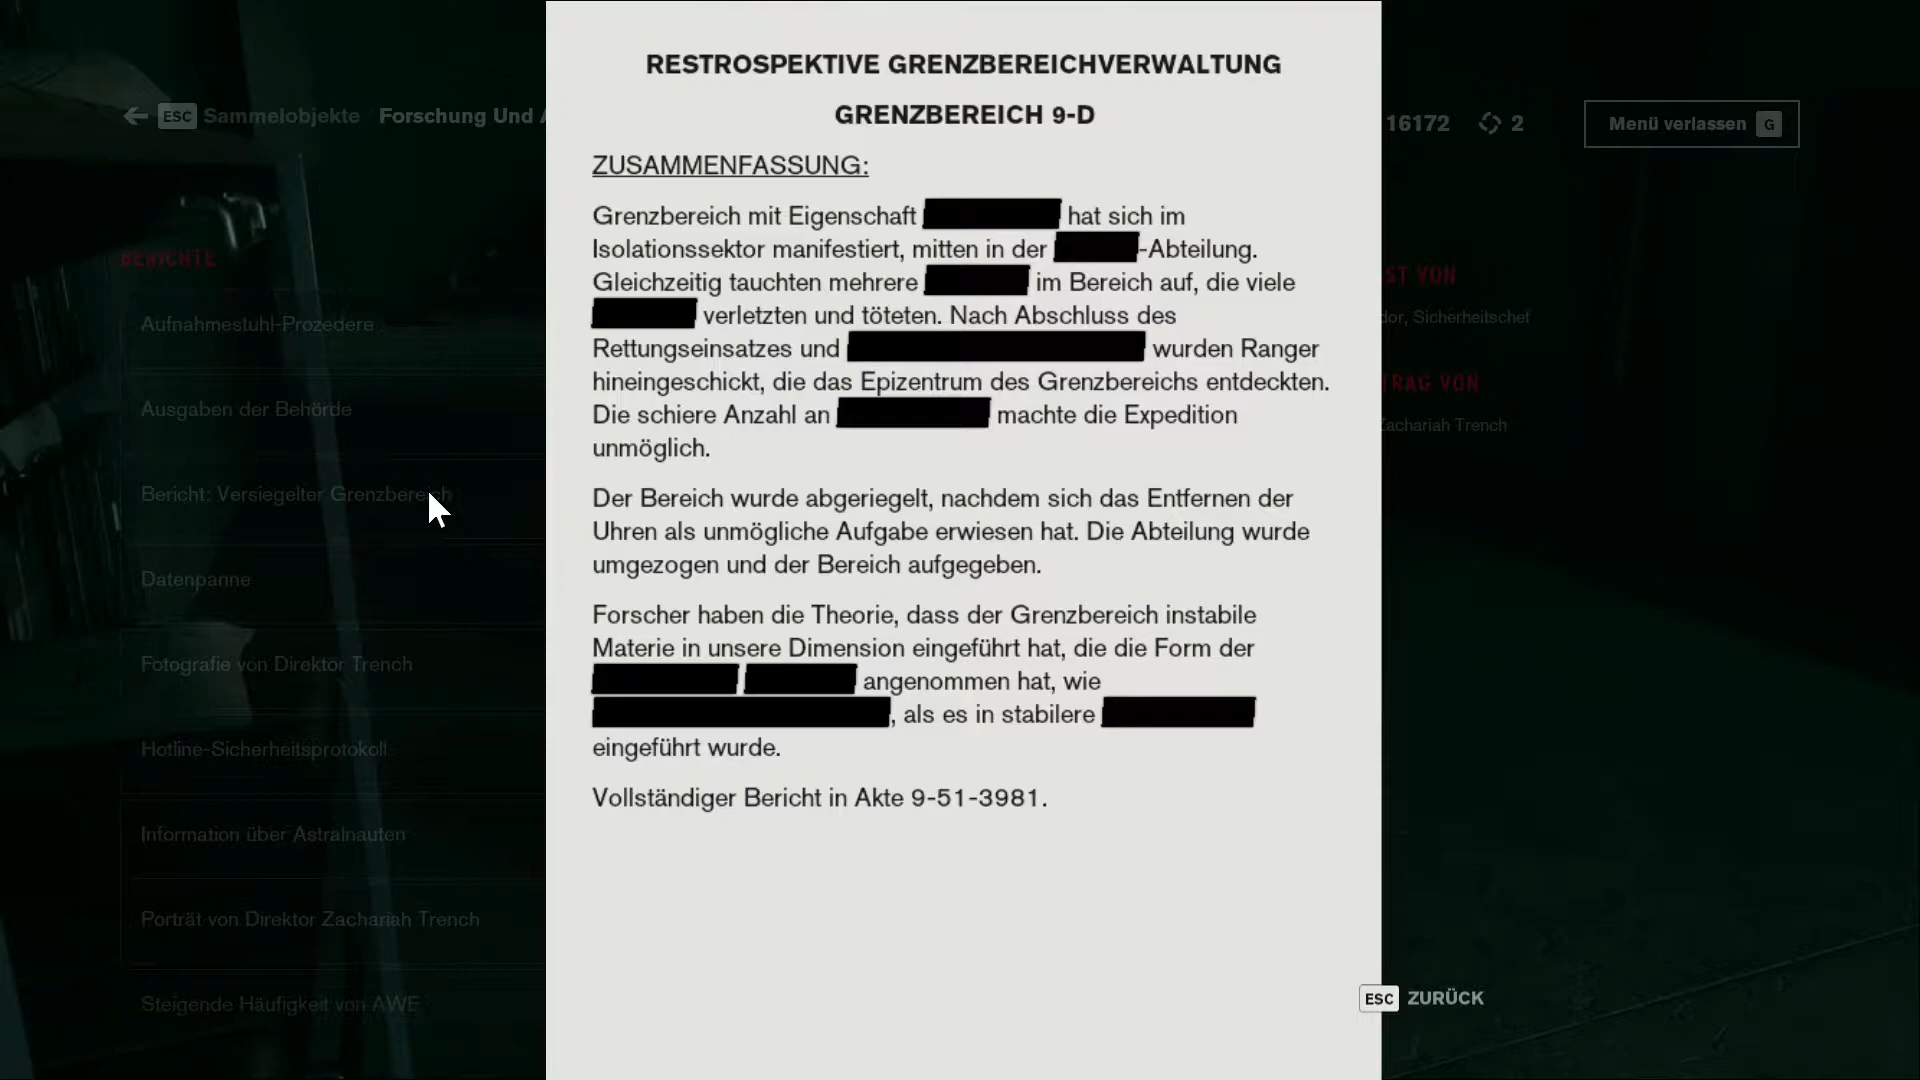 RESTROSPEKTIVE GRENZBEREICHVERWALTUNG
GRENZBEREICH 9-D
ZUSAMMENFASSUNG:
Grenzbereich mit Eigenschaft hat sich im
Isolationssektor manifestiert, mitten in der -Abteilung.
Gleichzeitig tauchten mehrere im Bereich auf, die viele
verletzten und töteten. Nach Abschluss des
Rettungseinsatzes und wurden Ranger
hineingeschickt, die das Epizentrum des Grenzbereichs entdeckten.
Die schiere Anzahl an machte die Expedition
unmöglich.
Der Bereich wurde abgeriegelt, nachdem sich das Entfernen der
Uhren als unmögliche Aufgabe erwiesen hat. Die Abteilung wurde
umgezogen und der Bereich aufgegeben.
Forscher haben die Theorie, dass der Grenzbereich instabile
Materie in unsere Dimension eingeführt hat, die die Form der
angenommen hat, wie
, als es in stabilere
eingeführt wurde.
Vollständiger Bericht in Akte 9-51-3981.
ESC ZURÜCK
ESC Sammelobjekte / Forschung Und
16172 2
Menü verlassen G
BERICHTE
Aufnahmestuhl-Prozedere
Ausgaben der Behörde
Bericht: Versiegelter Grenzbereich
Datenpanne
Fotografie von Direktor Trench
Hotline-Sicherheitsprotokoll
Information über Astralnauten
Porträt von Direktor Zachariah Trench
Steigende Häufigkeit von AWE
VON
Sicherheitschef
VON
Zachariah Trench